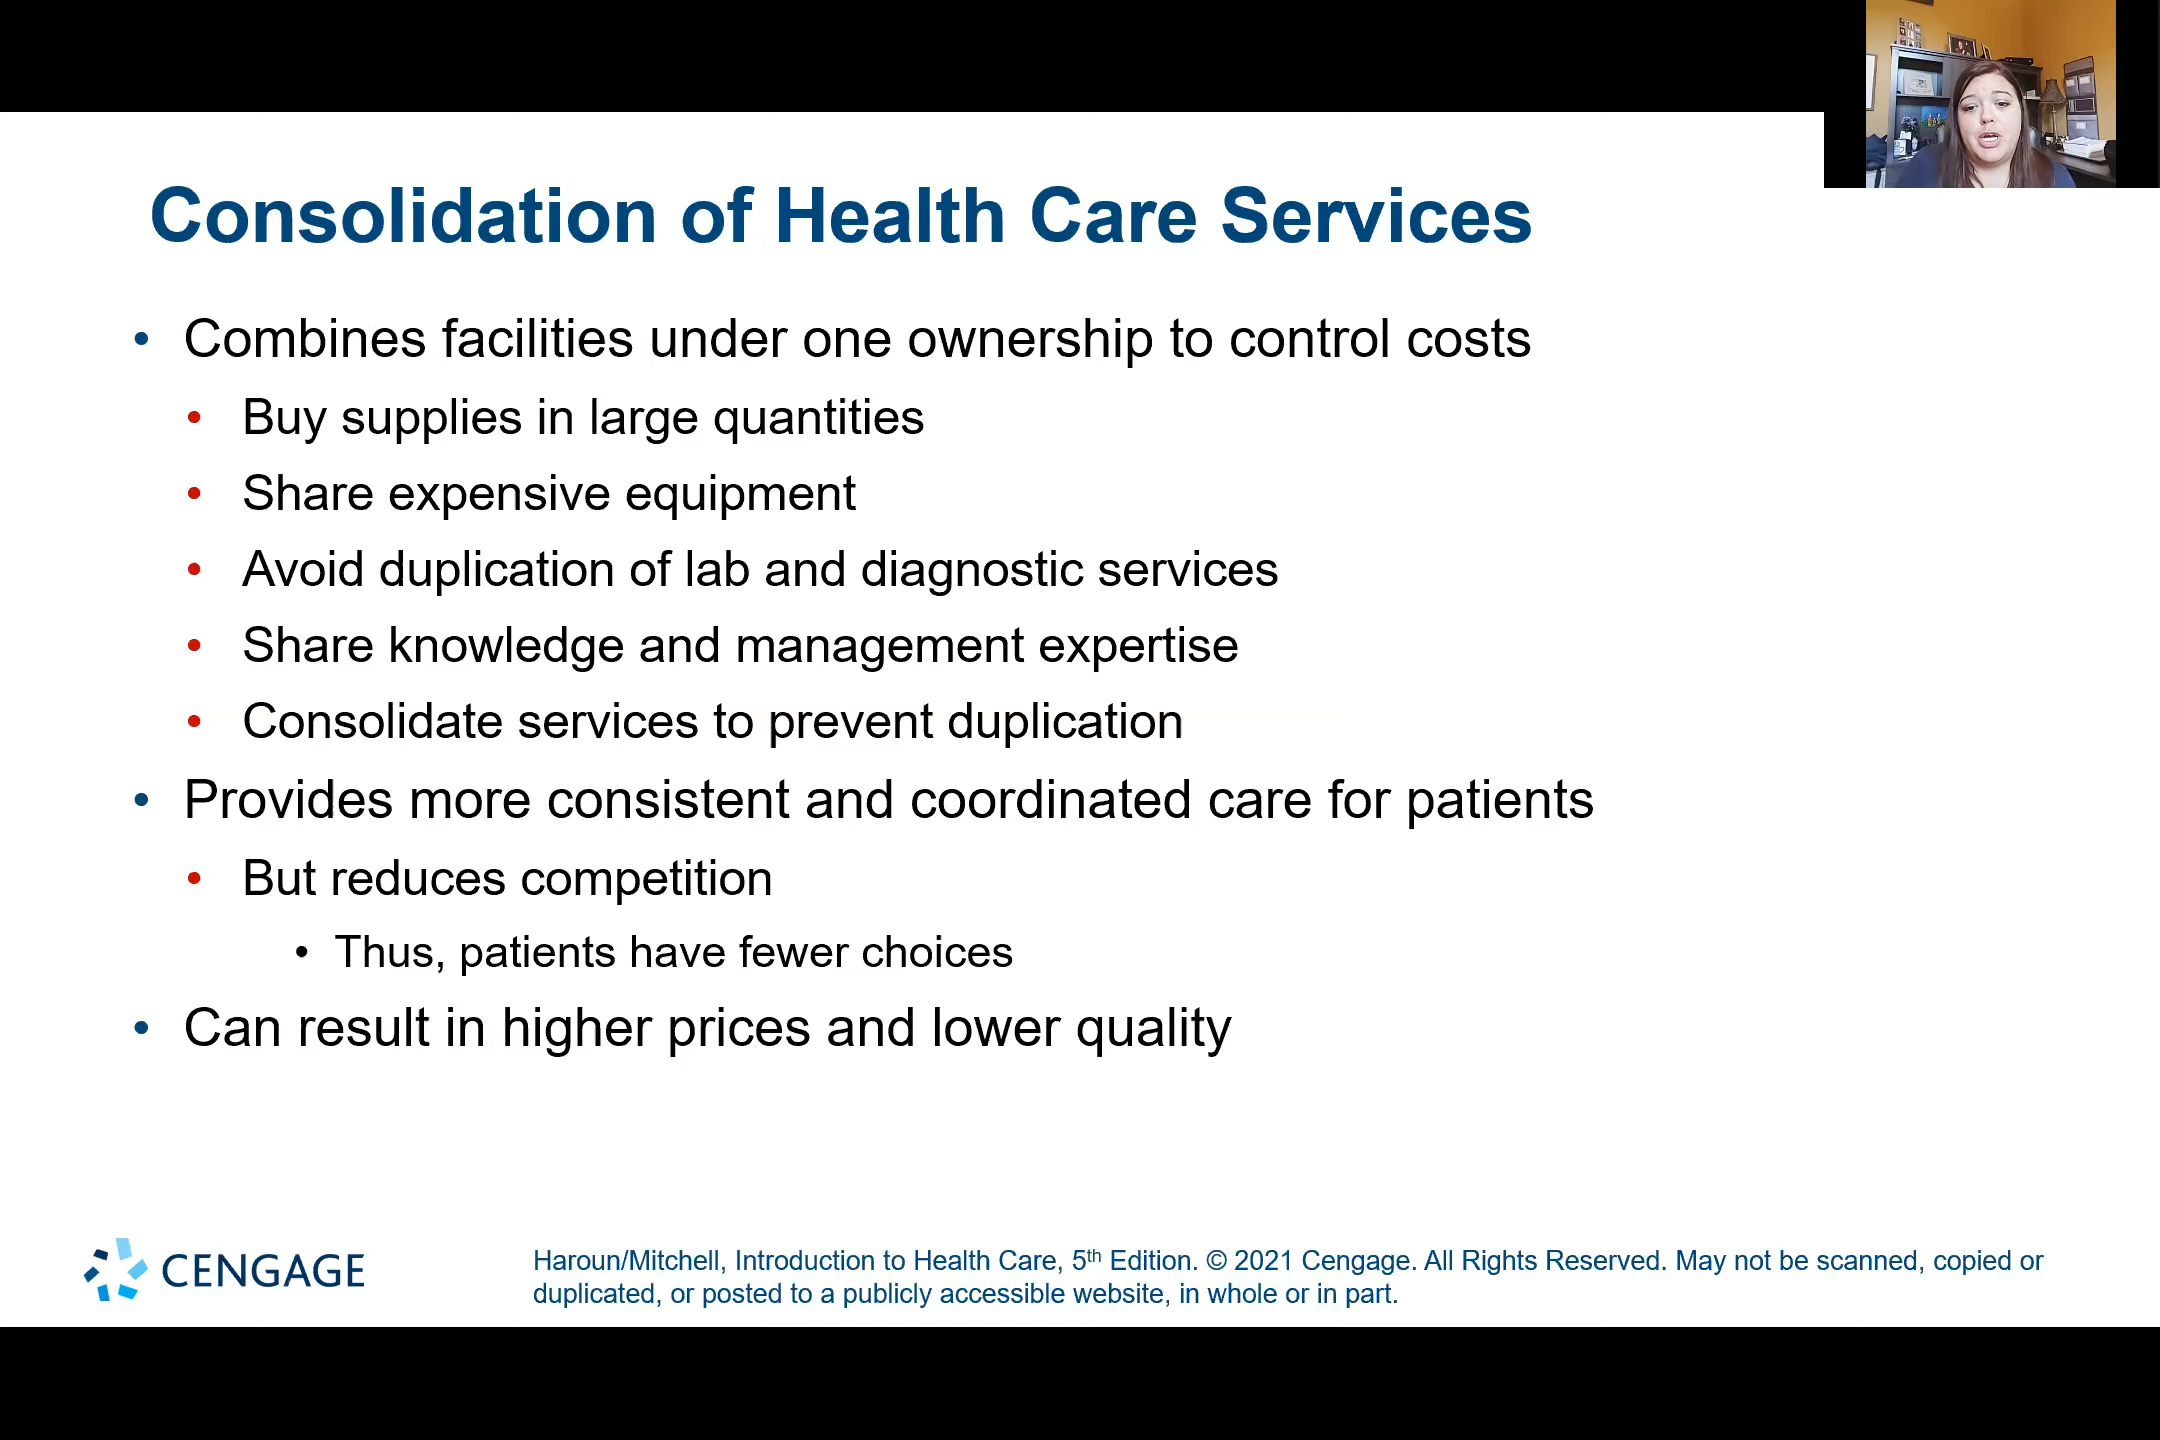 Consolidation of Health Care Services
• Combines facilities under one ownership to control costs
• Buy supplies in large quantities
• Share expensive equipment
• Avoid duplication of lab and diagnostic services
• Share knowledge and management expertise
• Consolidate services to prevent duplication
• Provides more consistent and coordinated care for patients
• But reduces competition
• Thus, patients have fewer choices
• Can result in higher prices and lower quality
CENGAGE
Haroun/Mitchell, Introduction to Health Care, 5th Edition. © 2021 Cengage. All Rights Reserved. May not be scanned, copied or
duplicated, or posted to a publicly accessible website, in whole or in part.